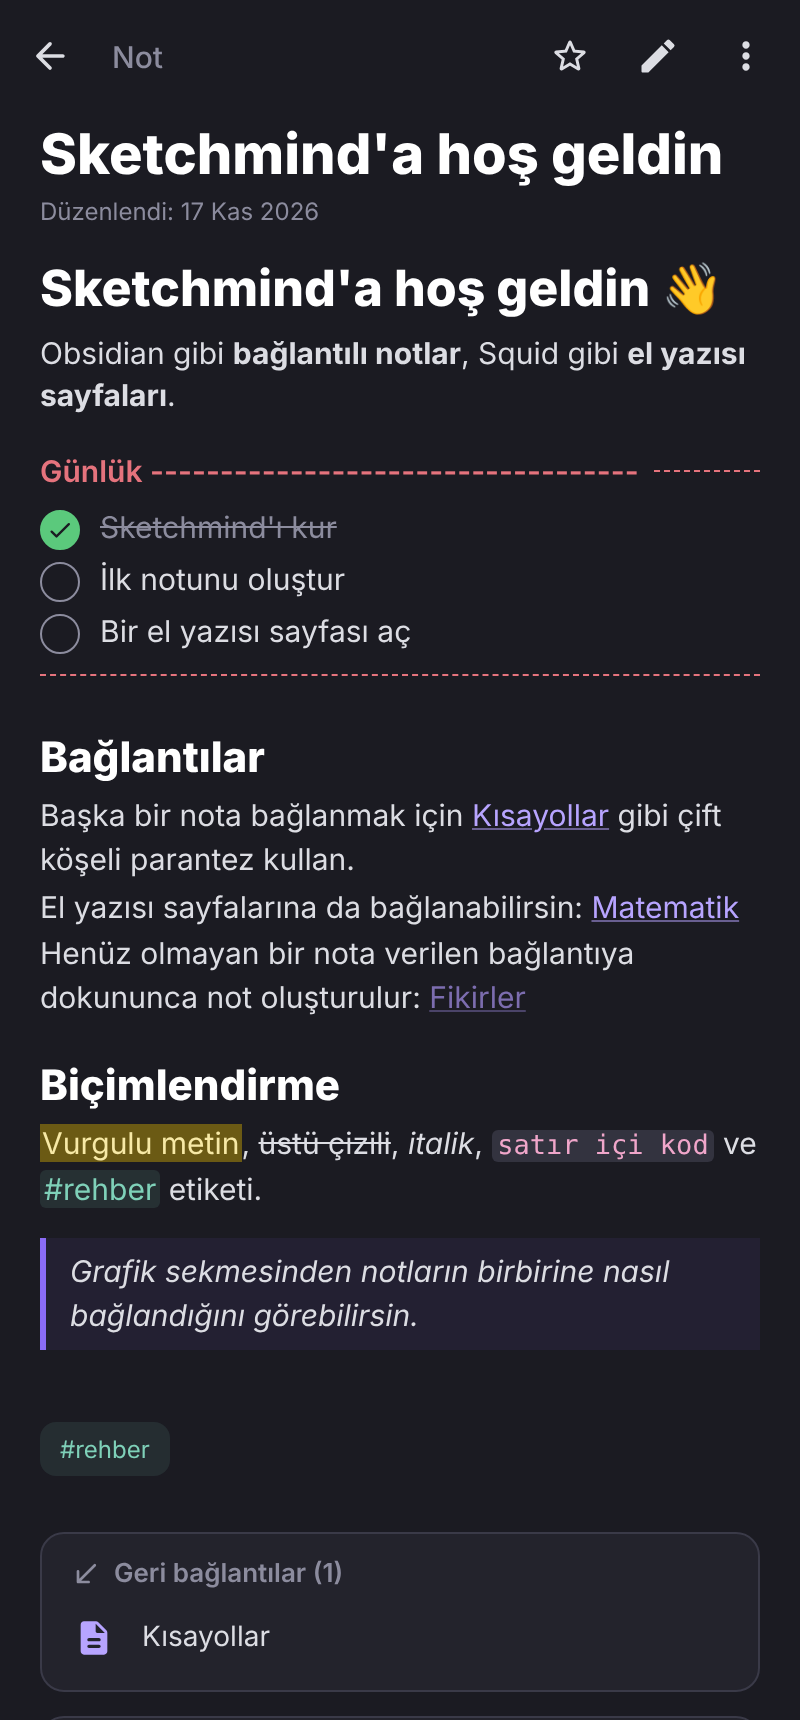 Not
Sketchmind'a hoş geldin
Düzenlendi: 17 Kas 2026
Sketchmind'a hoş geldin 👋
Obsidian gibi bağlantılı notlar, Squid gibi el yazısı
sayfaları.
Günlük -----------------------------------
Sketchmind'ı kur
İlk notunu oluştur
Bir el yazısı sayfası aç
Bağlantılar
Başka bir nota bağlanmak için Kısayollar gibi çift
köşeli parantez kullan.
El yazısı sayfalarına da bağlanabilirsin: Matematik
Henüz olmayan bir nota verilen bağlantıya
dokununca not oluşturulur: Fikirler
Biçimlendirme
Vurgulu metin, üstü çizili, italik, satır içi kod ve
#rehber etiketi.
Grafik sekmesinden notların birbirine nasıl
bağlandığını görebilirsin.
#rehber
Geri bağlantılar (1)
Kısayollar